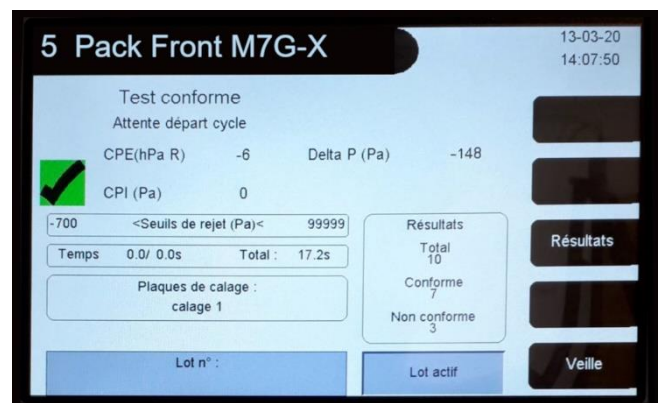 5 Pack Front M7G-X
13-03-20
14:07:50
Test conforme
Attente départ cycle
CPE(hPa R) -6 Delta P (Pa) -148
CPI (Pa) 0
-700 <Seuils de rejet (Pa)< 99999
Temps 0.0/ 0.0s Total : 17.2s
Plaques de calage :
calage 1
Résultats
Total
10
Conforme
7
Non conforme
3
Lot n° :
Lot actif
Résultats
Veille